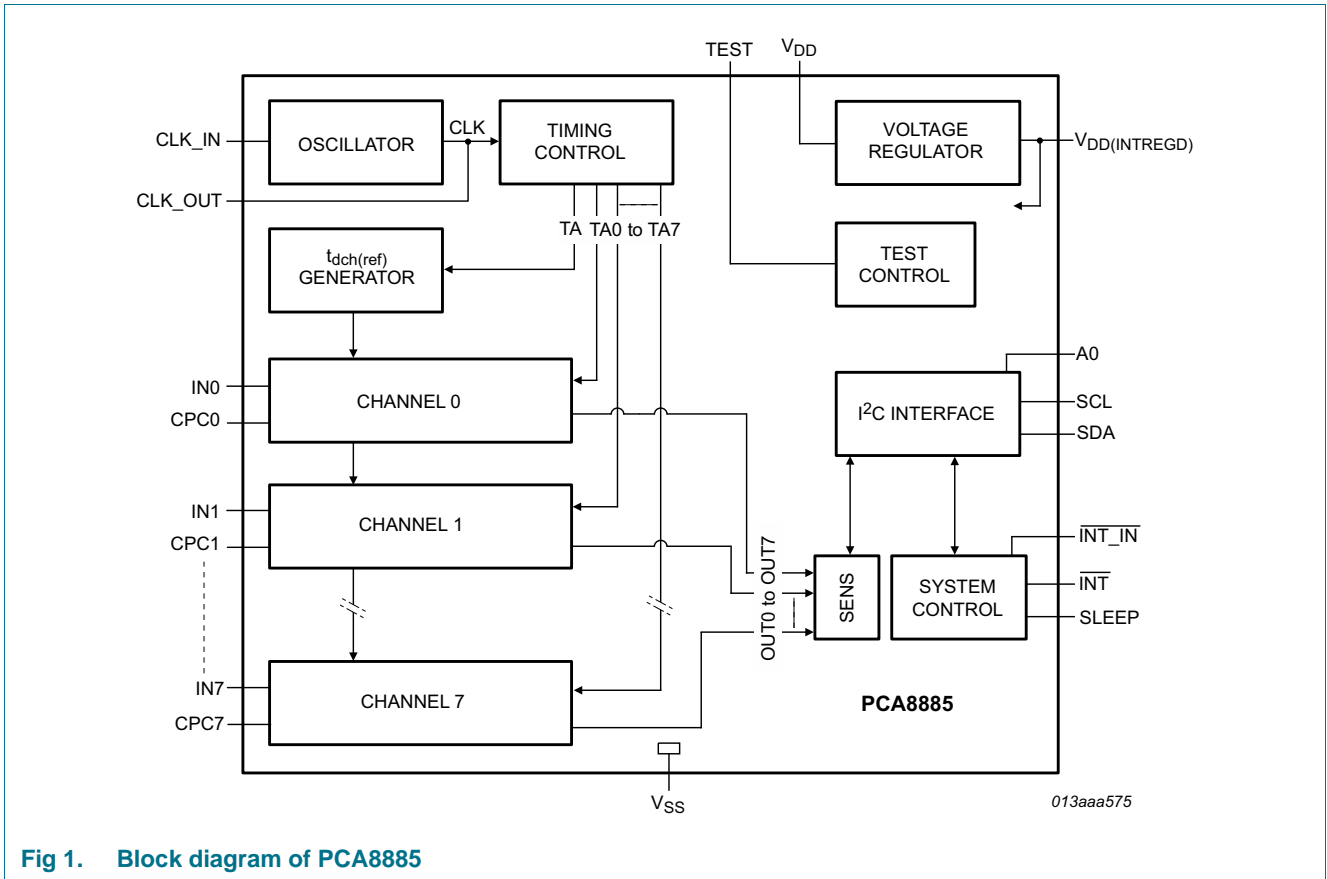 TEST
VDD
CLK_IN
OSCILLATOR
CLK
TIMING
CONTROL
VOLTAGE
REGULATOR
VDD(INTREGD)
CLK_OUT
TA
TA0 to TA7
tdch(ref)
GENERATOR
TEST
CONTROL
IN0
CPC0
CHANNEL 0
A0
I2C INTERFACE
SCL
SDA
IN1
CPC1
CHANNEL 1
OUT0 to OUT7
SENS
SYSTEM
CONTROL
INT_IN
INT
SLEEP
IN7
CPC7
CHANNEL 7
PCA8885
VSS
013aaa575
Fig 1. Block diagram of PCA8885